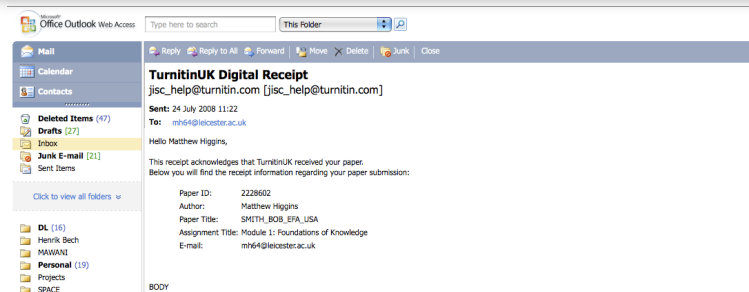 Microsoft
Office Outlook Web Access
Type here to search
This Folder
Mail
Calendar
Contacts
Deleted Items (47)
Drafts [27]
Inbox
Junk E-mail [21]
Sent Items
Click to view all folders
DL (16)
Henrik Bech
MAWANI
Personal (19)
Projects
SPACE
Reply Reply to All Forward Move Delete Junk Close
TurnitinUK Digital Receipt
jisc_help@turnitin.com [jisc_help@turnitin.com]
Sent: 24 July 2008 11:22
To: mh64@leicester.ac.uk
Hello Matthew Higgins,
This receipt acknowledges that TurnitinUK received your paper.
Below you will find the receipt information regarding your paper submission:
Paper ID: 2228602
Author: Matthew Higgins
Paper Title: SMITH_BOB_EFA_USA
Assignment Title: Module 1: Foundations of Knowledge
E-mail: mh64@leicester.ac.uk
BODY